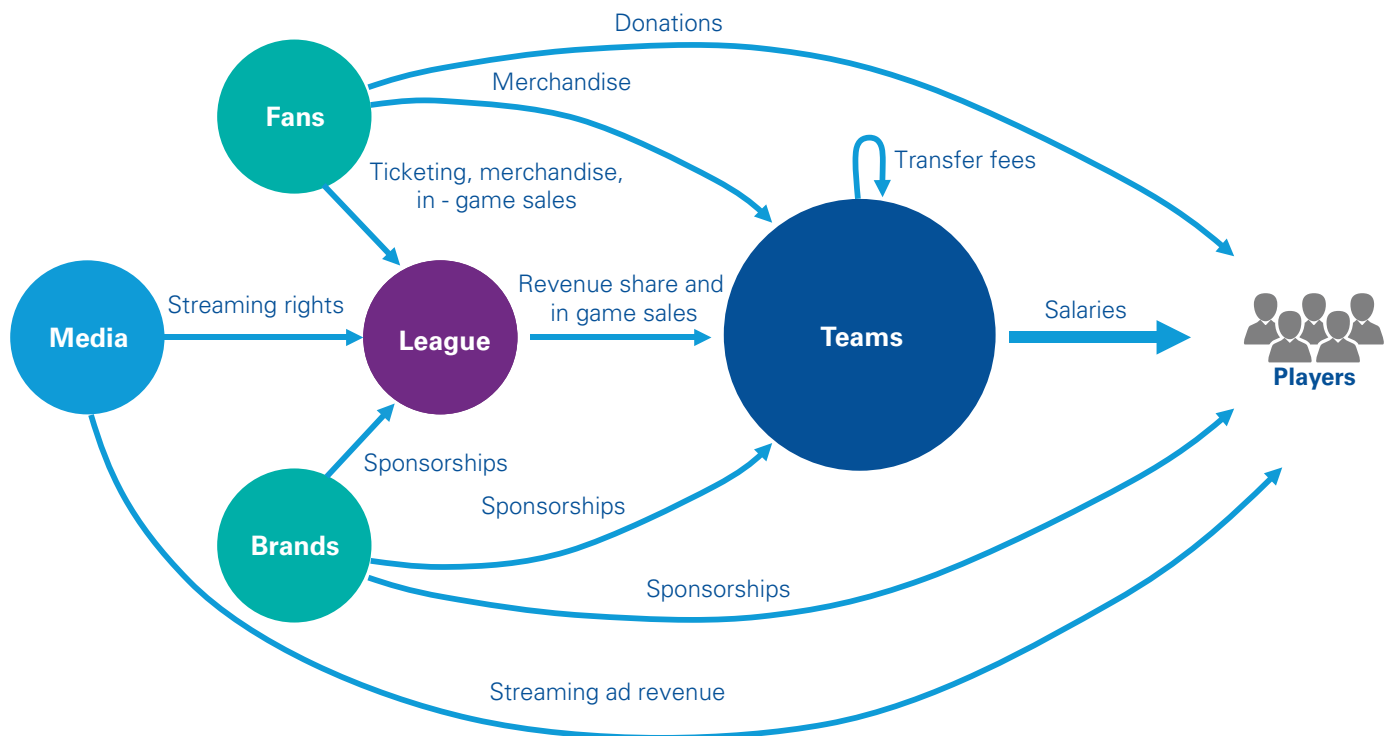 Donations
Merchandise
Fans
Transfer fees
Ticketing, merchandise,
in - game sales
Revenue share and
in game sales
Streaming rights
Salaries
Media
League
Teams
Players
Sponsorships
Sponsorships
Brands
Sponsorships
Streaming ad revenue